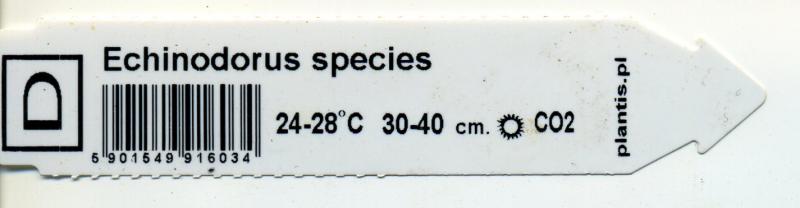 D
Echinodorus species
24-28°C 30-40 cm. CO2
5 901549 916034
plantis.pl